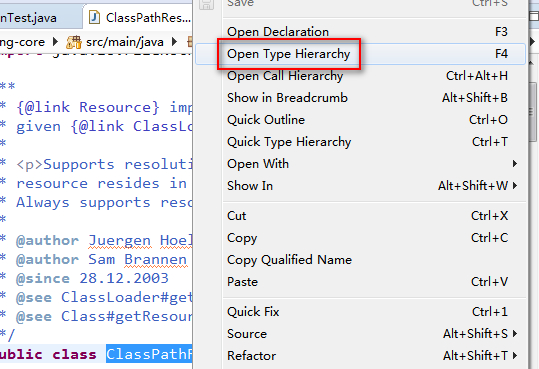 nTest.java ClassPathRes...
Save Ctrl+S
ng-core src/main/java
**
* {@link Resource} imp
* given {@link ClassLoa
*
* <p>Supports resoluti
* resource resides in
* Always supports reso
*
* @author Juergen Hoel
* @author Sam Brannen
* @since 28.12.2003
* @see ClassLoader#get
* @see Class#getResour
*/
public class ClassPathR
Open Declaration F3
Open Type Hierarchy F4
Open Call Hierarchy Ctrl+Alt+H
Show in Breadcrumb Alt+Shift+B
Quick Outline Ctrl+O
Quick Type Hierarchy Ctrl+T
Open With
Show In Alt+Shift+W
Cut Ctrl+X
Copy Ctrl+C
Copy Qualified Name
Paste Ctrl+V
Quick Fix Ctrl+1
Source Alt+Shift+S
Refactor Alt+Shift+T